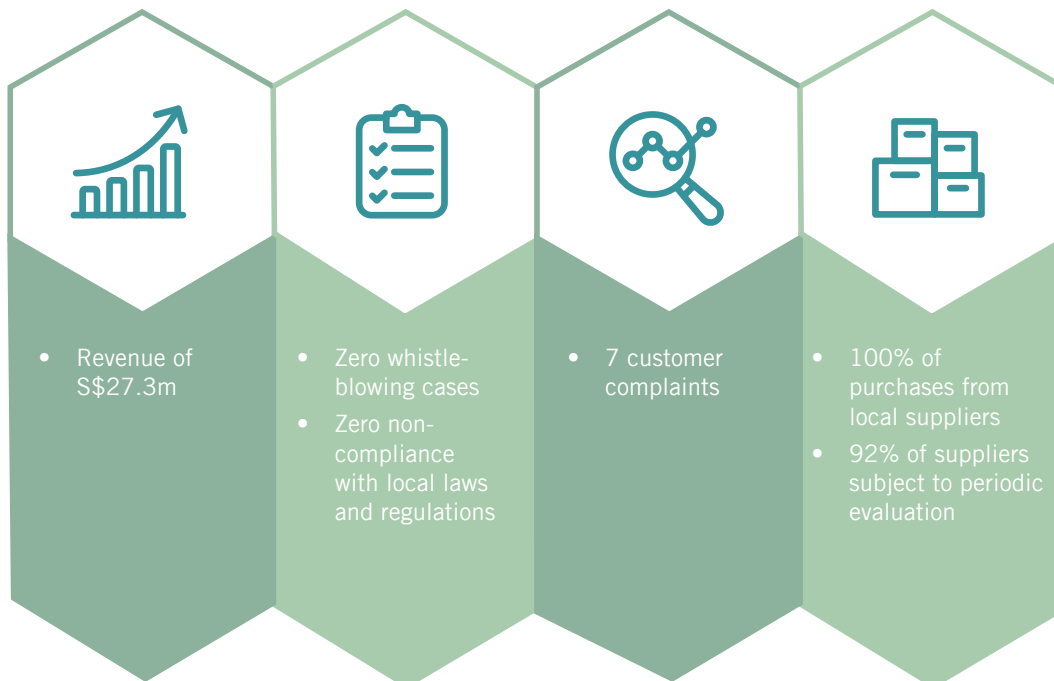 • Revenue of
S$27.3m
• Zero whistle-
blowing cases
• Zero non-
compliance
with local laws
and regulations
• 7 customer
complaints
• 100% of
purchases from
local suppliers
• 92% of suppliers
subject to periodic
evaluation